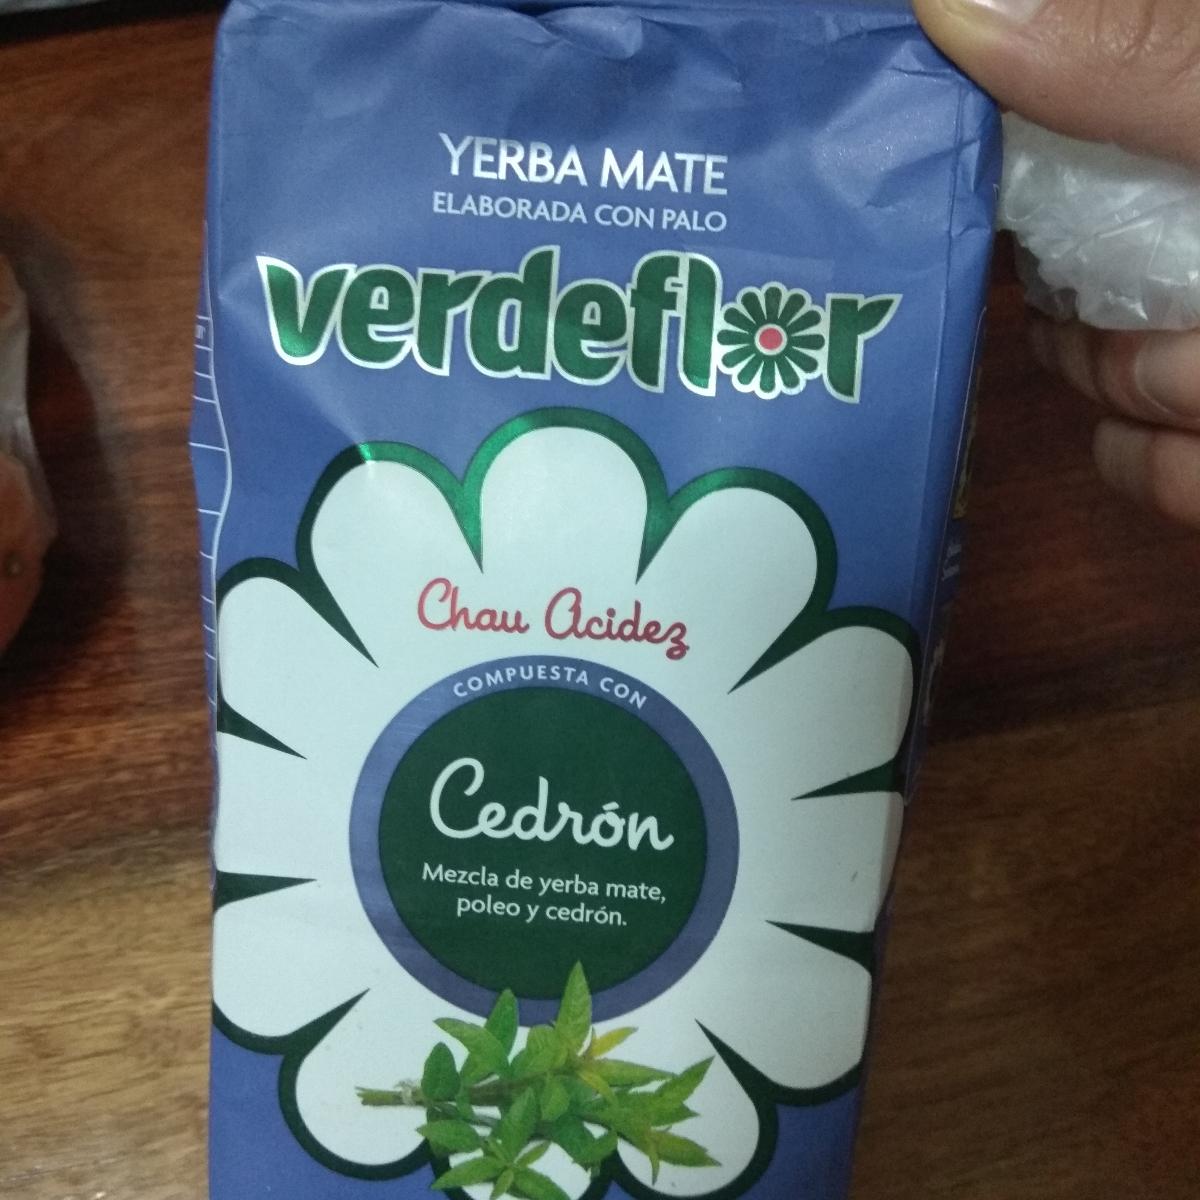 YERBA MATE
ELABORADA CON PALO
verdeflor
Chau Acidez
COMPUESTA CON
Cedrón
Mezcla de yerba mate,
poleo y cedrón.